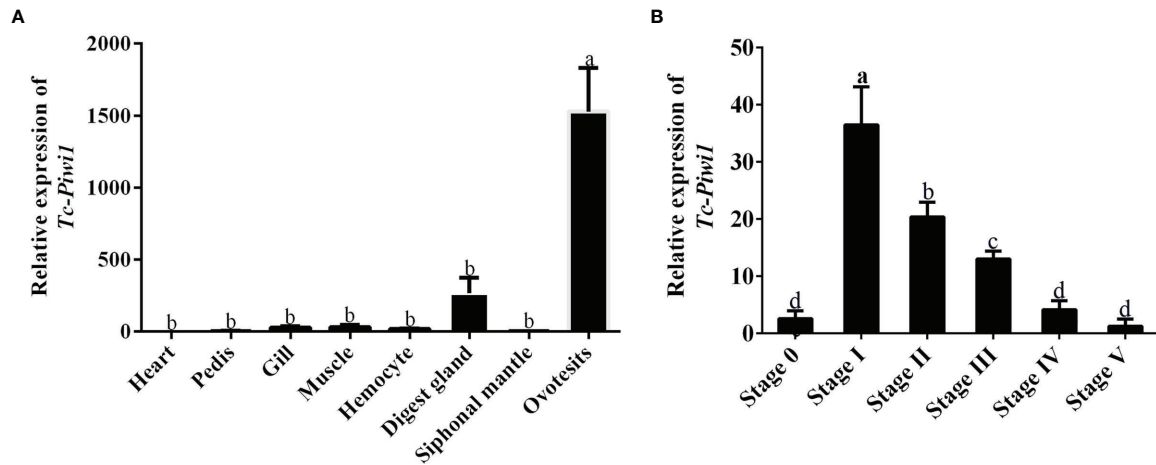 A
Relative expression of
Tc-Piwi1
2000
1500
1000
500
0
b
b
b
b
b
b
b
a
Heart
Pedis
Gill
Muscle
Hemocyte
Digest gland
Siphonal mantle
Ovotesits
B
Relative expression of
Tc-Piwi1
50
40
30
20
10
0
d
a
b
c
d
d
Stage 0
Stage I
Stage II
Stage III
Stage IV
Stage V